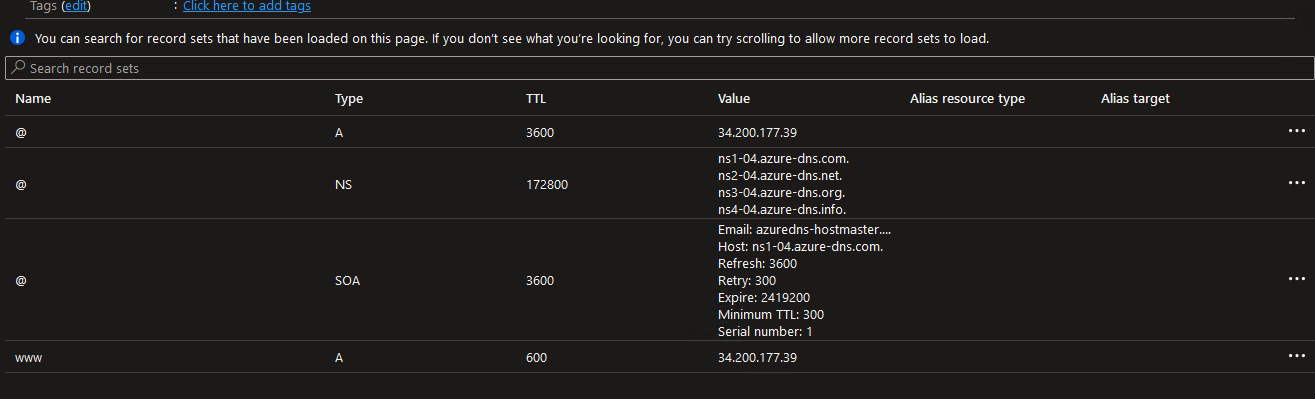 Tags (edit) : Click here to add tags
You can search for record sets that have been loaded on this page. If you don't see what you're looking for, you can try scrolling to allow more record sets to load.
Search record sets
Name Type TTL Value Alias resource type Alias target
@ A 3600 34.200.177.39 ...
ns1-04.azure-dns.com.
ns2-04.azure-dns.net.
@ NS 172800 ...
ns3-04.azure-dns.org.
ns4-04.azure-dns.info.
Email: azuredns-hostmaster....
Host: ns1-04.azure-dns.com.
Refresh: 3600
@ SOA 3600 Retry: 300 ...
Expire: 2419200
Minimum TTL: 300
Serial number: 1
www A 600 34.200.177.39 ...